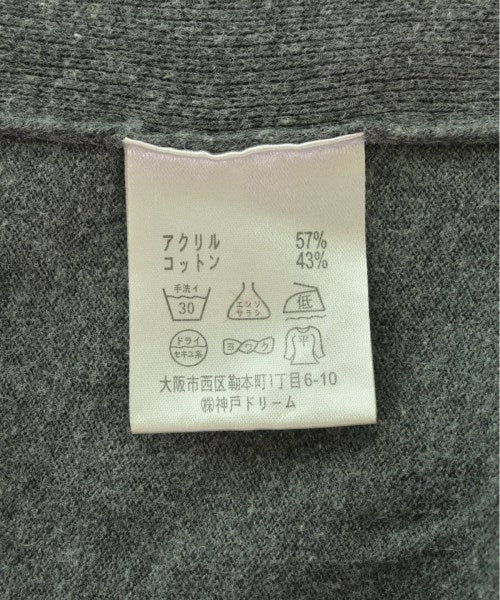 アクリル 57%
コットン 43%
手洗イ 30
エンソ サラシ
低
ドライ セキユ系
ヨワク
平
大阪市西区靱本町1丁目6-10
㈱神戸ドリーム